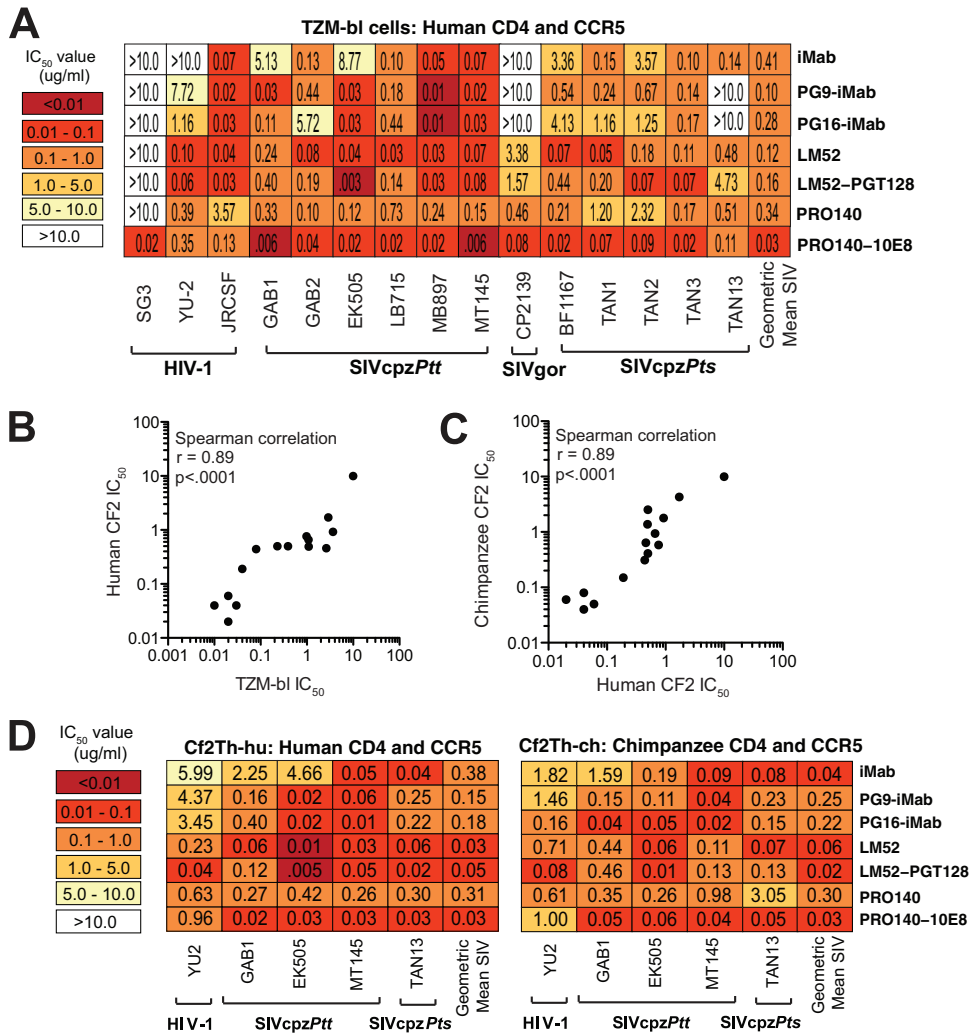 A
TZM-bl cells: Human CD4 and CCR5
IC50 value
(ug/ml)
<0.01
0.01 - 0.1
0.1 - 1.0
1.0 - 5.0
5.0 - 10.0
>10.0
>10.0 >10.0 0.07 5.13 0.13 8.77 0.10 0.05 0.07 >10.0 3.36 0.15 3.57 0.10 0.14 0.41 iMab
>10.0 7.72 0.02 0.03 0.44 0.03 0.18 0.01 0.02 >10.0 0.54 0.24 0.67 0.14 >10.0 0.10 PG9-iMab
>10.0 1.16 0.03 0.11 5.72 0.03 0.44 0.01 0.03 >10.0 4.13 1.16 1.25 0.17 >10.0 0.28 PG16-iMab
>10.0 0.10 0.04 0.24 0.08 0.04 0.03 0.03 0.07 3.38 0.07 0.05 0.18 0.11 0.48 0.12 LM52
>10.0 0.06 0.03 0.40 0.19 .003 0.14 0.03 0.08 1.57 0.44 0.20 0.07 0.07 4.73 0.16 LM52–PGT128
>10.0 0.39 3.57 0.33 0.10 0.12 0.73 0.24 0.15 0.46 0.21 1.20 2.32 0.17 0.51 0.34 PRO140
0.02 0.35 0.13 .006 0.04 0.02 0.02 0.02 .006 0.08 0.02 0.07 0.09 0.02 0.11 0.03 PRO140–10E8
SG3 YU-2 JRCSF GAB1 GAB2 EK505 LB715 MB897 MT145 CP2139 BF1167 TAN1 TAN2 TAN3 TAN13 Geometric
Mean SIV
HIV-1 SIVcpzPtt SIVgor SIVcpzPts
B
Spearman correlation
r = 0.89
p<.0001
Human CF2 IC50
100
10
1
0.1
0.01
0.001 0.01 0.1 1 10 100
TZM-bl IC50
C
Spearman correlation
r = 0.89
p<.0001
Chimpanzee CF2 IC50
100
10
1
0.1
0.01
0.01 0.1 1 10 100
Human CF2 IC50
D
IC50 value
(ug/ml)
<0.01
0.01 - 0.1
0.1 - 1.0
1.0 - 5.0
5.0 - 10.0
>10.0
Cf2Th-hu: Human CD4 and CCR5
5.99 2.25 4.66 0.05 0.04 0.38
4.37 0.16 0.02 0.06 0.25 0.15
3.45 0.40 0.02 0.01 0.22 0.18
0.23 0.06 0.01 0.03 0.06 0.03
0.04 0.12 .005 0.03 0.02 0.02
0.63 0.27 0.42 0.26 0.30 0.31
0.96 0.02 0.03 0.03 0.03 0.03
YU2 GAB1 EK505 MT145 TAN13 Geometric
Mean SIV
HIV-1 SIVcpzPtt SIVcpzPts
Cf2Th-ch: Chimpanzee CD4 and CCR5
1.82 1.59 0.19 0.09 0.08 0.04 iMab
1.46 0.15 0.11 0.04 0.23 0.25 PG9-iMab
0.16 0.04 0.05 0.02 0.15 0.22 PG16-iMab
0.71 0.44 0.06 0.11 0.07 0.06 LM52
0.08 0.46 0.01 0.13 0.13 0.02 LM52–PGT128
0.61 0.35 0.26 0.98 3.05 0.30 PRO140
1.00 0.05 0.06 0.04 0.05 0.03 PRO140–10E8
YU2 GAB1 EK505 MT145 TAN13 Geometric
Mean SIV
HIV-1 SIVcpzPtt SIVcpzPts